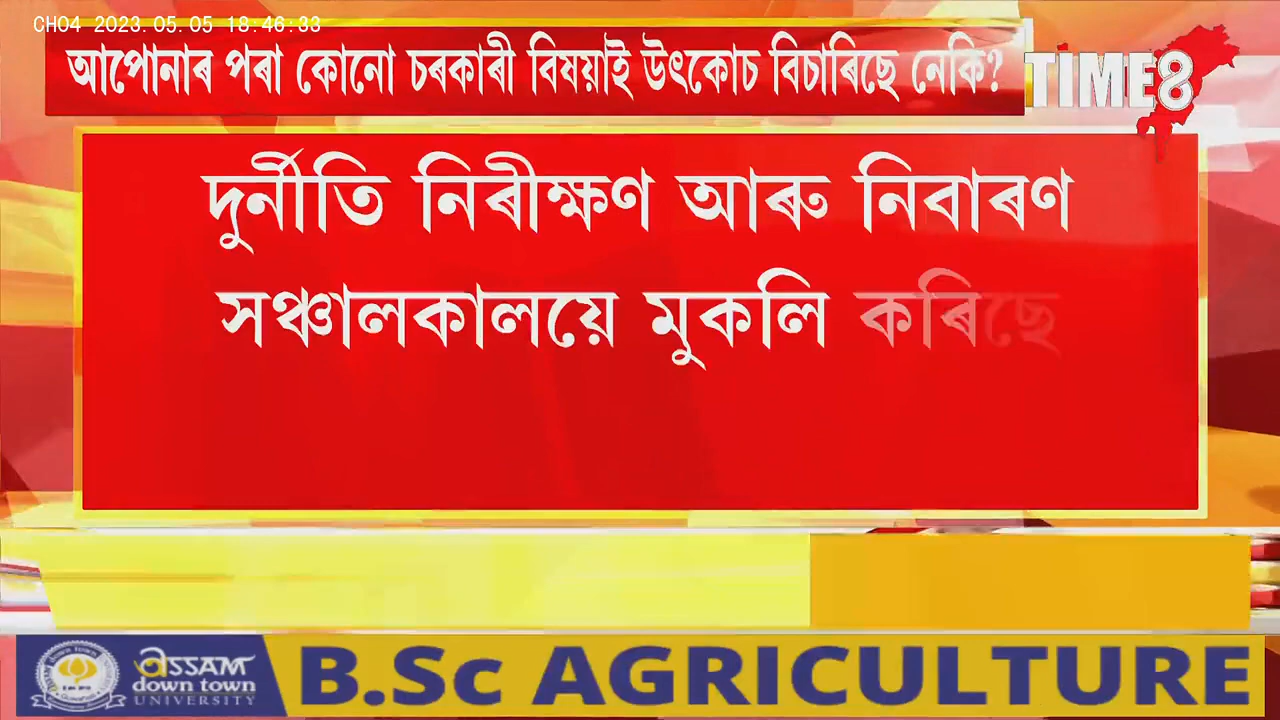 CH04 2023.05.05 18:46:33
আপোনাৰ পৰা কোনো চৰকাৰী বিষয়াই উৎকোচ বিচাৰিছে নেকি?
TIME8
দুৰ্নীতি নিৰীক্ষণ আৰু নিবাৰণ
সঞ্চালকালয়ে মুকলি কৰিছে
ASSAM
down town
UNIVERSITY
B.Sc AGRICULTURE